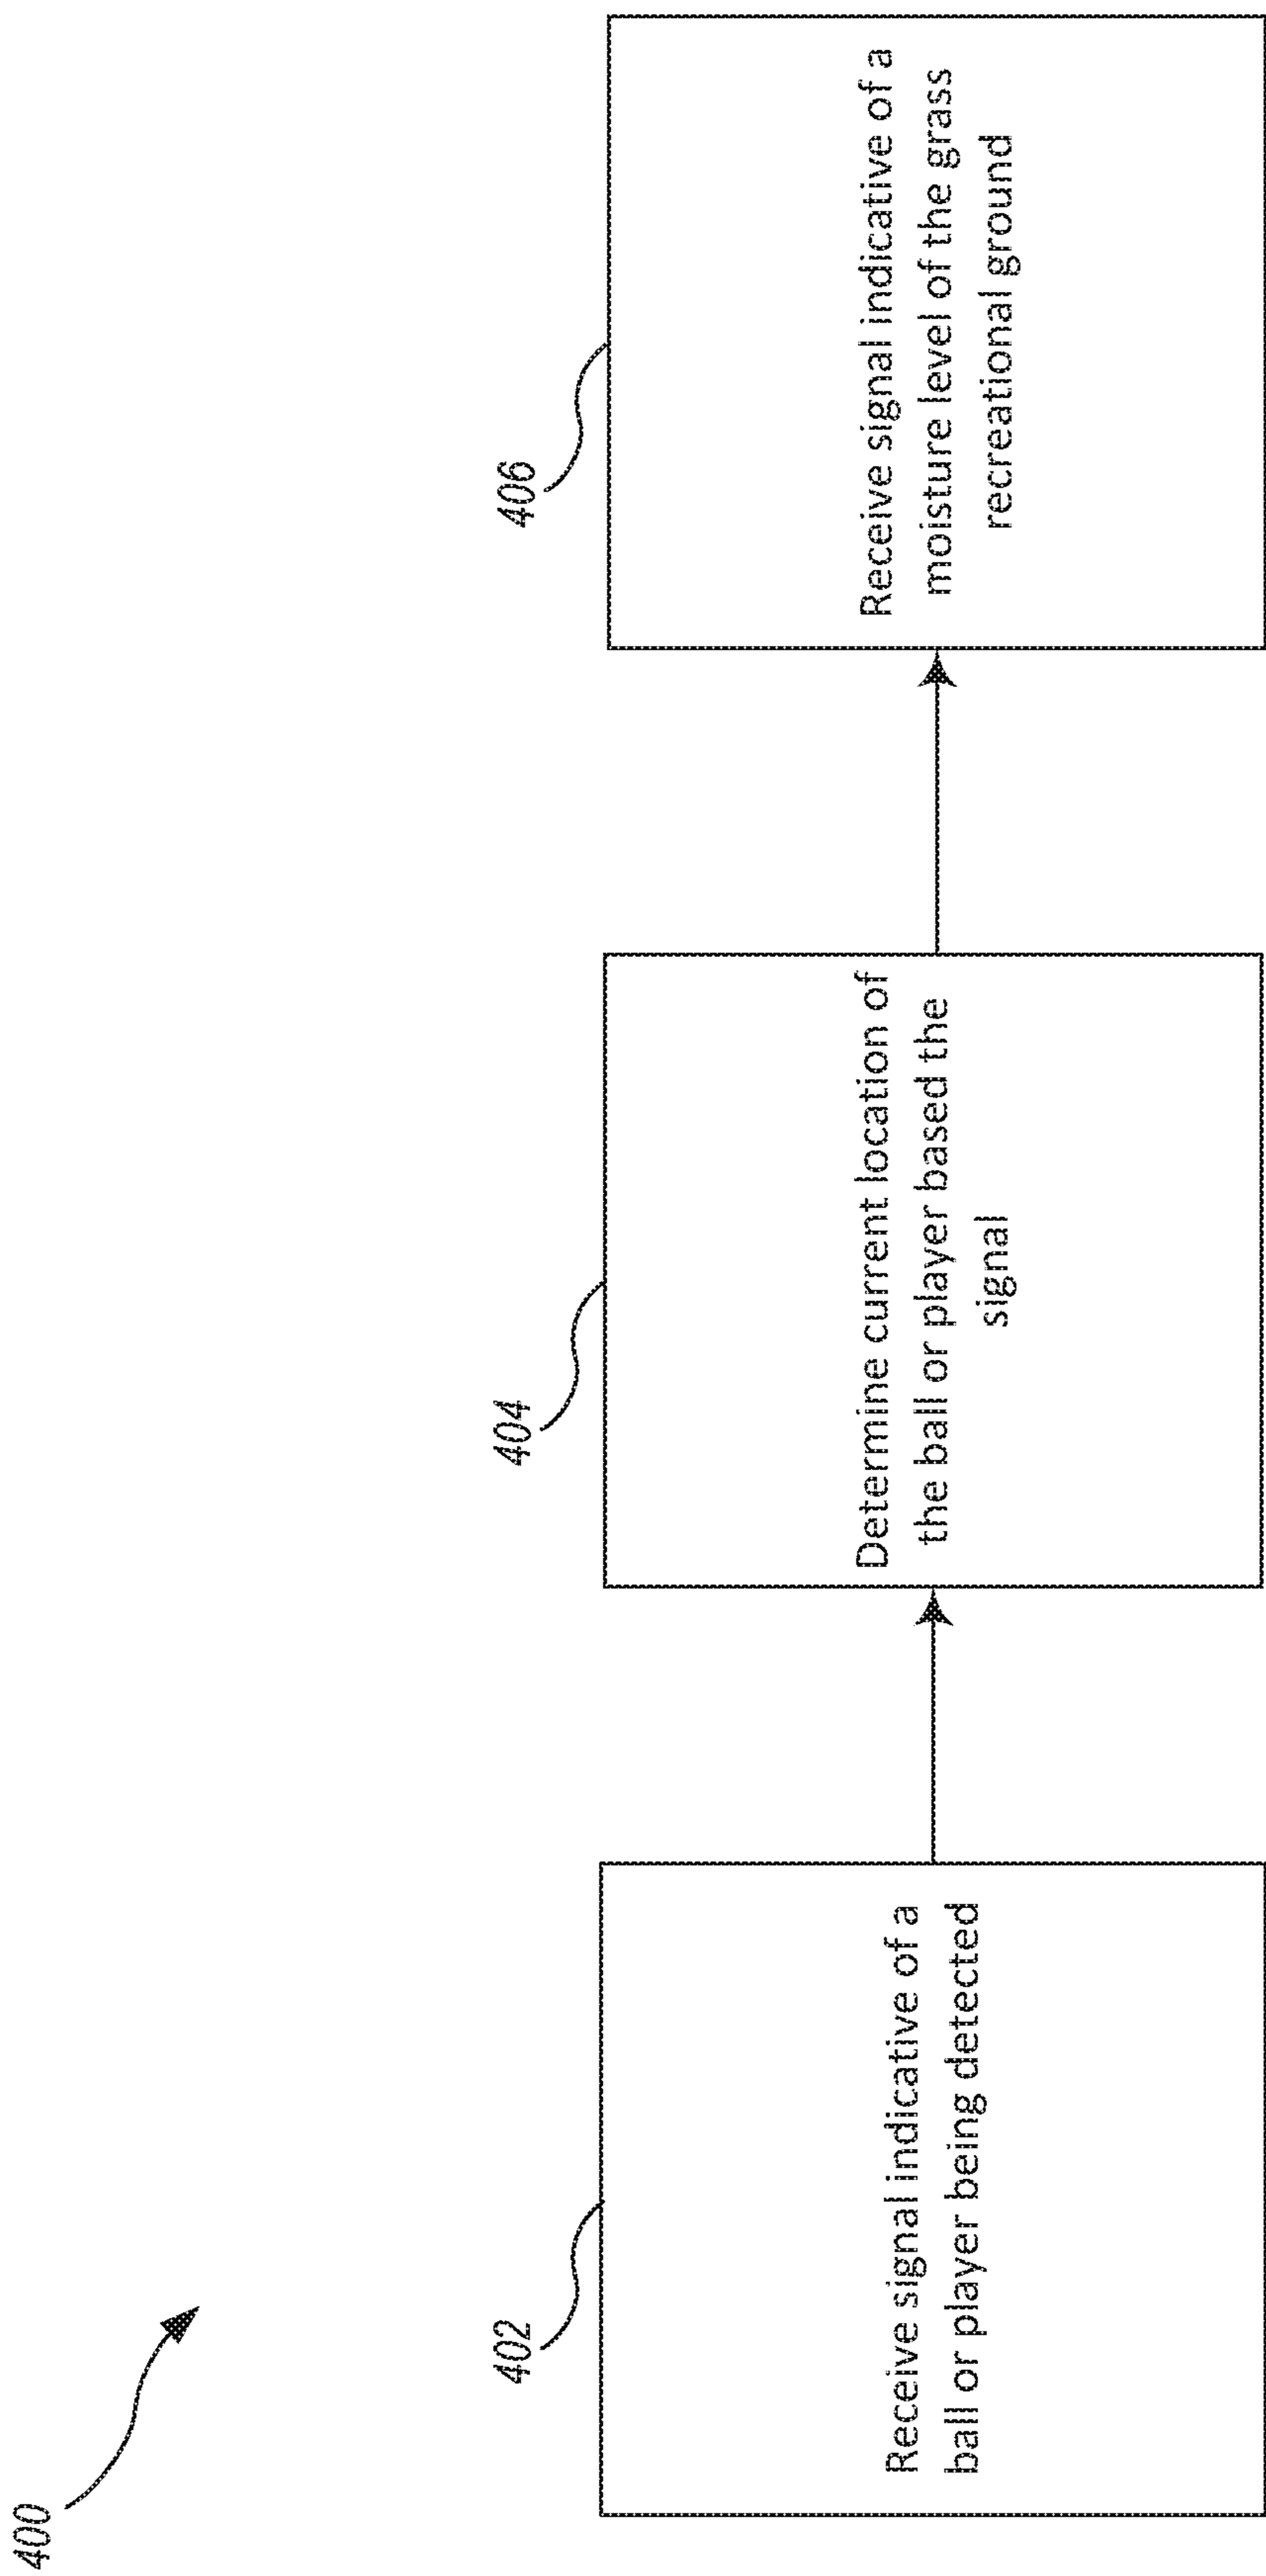 400
402
Receive signal indicative of a
ball or player being detected
404
Determine current location of
the ball or player based the
signal
406
Receive signal indicative of a
moisture level of the grass
recreational ground